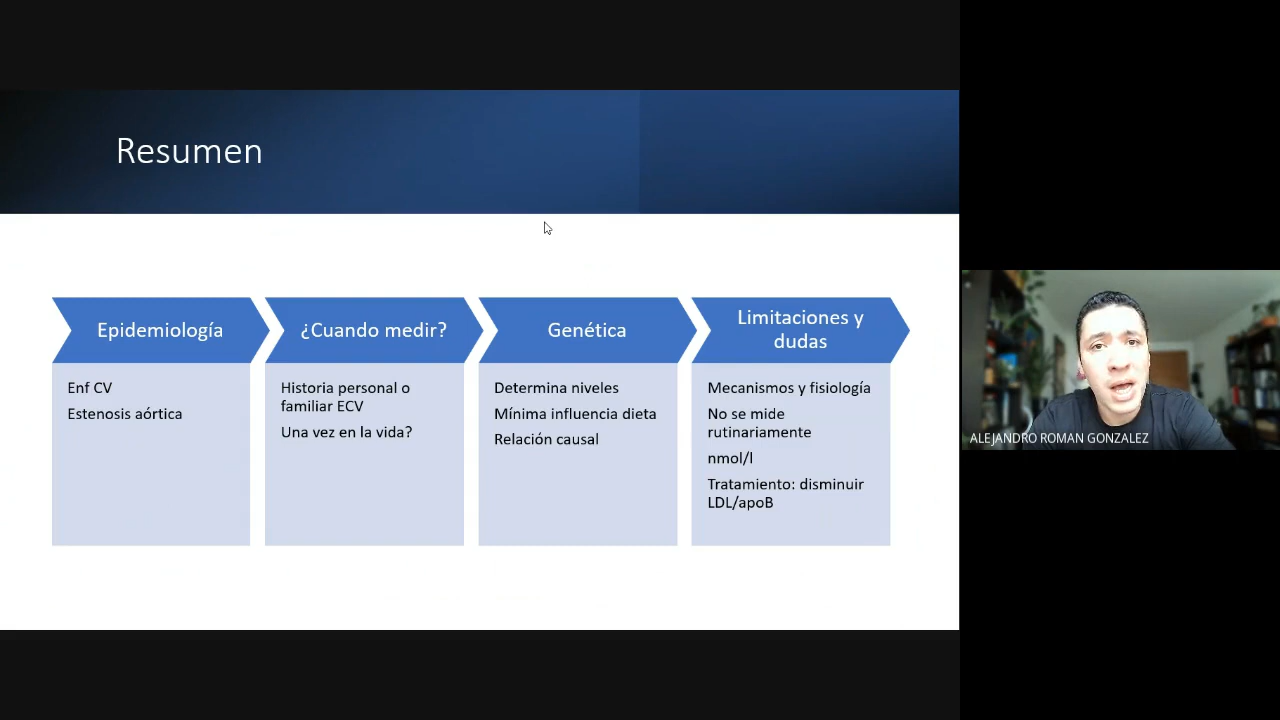 Resumen
Epidemiología
Enf CV
Estenosis aórtica
¿Cuando medir?
Historia personal o
familiar ECV
Una vez en la vida?
Genética
Determina niveles
Mínima influencia dieta
Relación causal
Limitaciones y
dudas
Mecanismos y fisiología
No se mide
rutinariamente
nmol/l
Tratamiento: disminuir
LDL/apoB
ALEJANDRO ROMAN GONZALEZ